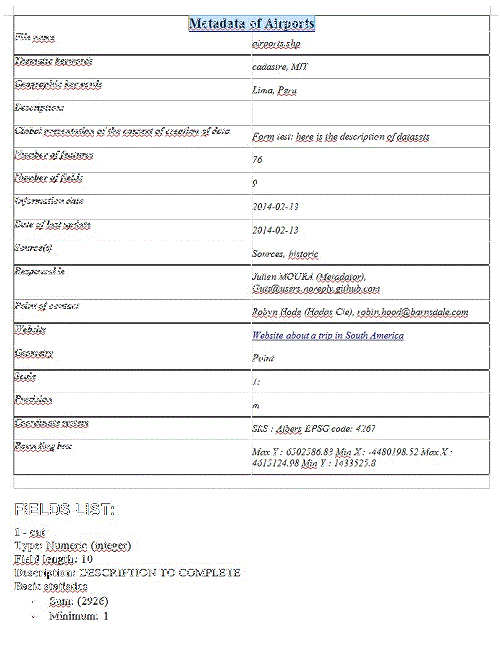 Metadata of Airports
File name
airports.shp
Thematic keywords
cadastre, MIT
Geographic keywords
Lima, Peru
Description:
Global presentation of the context of creation of data
Form test: here is the description of datasets
Number of features
76
Number of fields
9
Information date
2014-02-13
Date of last update
2014-02-13
Source(s)
Sources, historic
Responsable
Julien MOURA (Metadator),
Guts@users.noreply.github.com
Point of contact
Robyn Hode (Hodos Cie), robin.hood@barnsdale.com
Website
Website about a trip in South America
Geometry
Point
Scale
1:
Precision
m
Coordinate system
SRS : Albers EPSG code: 4267
Bounding box
Max Y : 6502586.83 Min X : -4480198.52 Max X :
4615124.98 Min Y : 1433525.8
FIELDS LIST:
1 - cat
Type: Numeric (integer)
Field length: 10
Description: DESCRIPTION TO COMPLETE
Basic statistics
- Sum: (2926)
- Minimum: 1